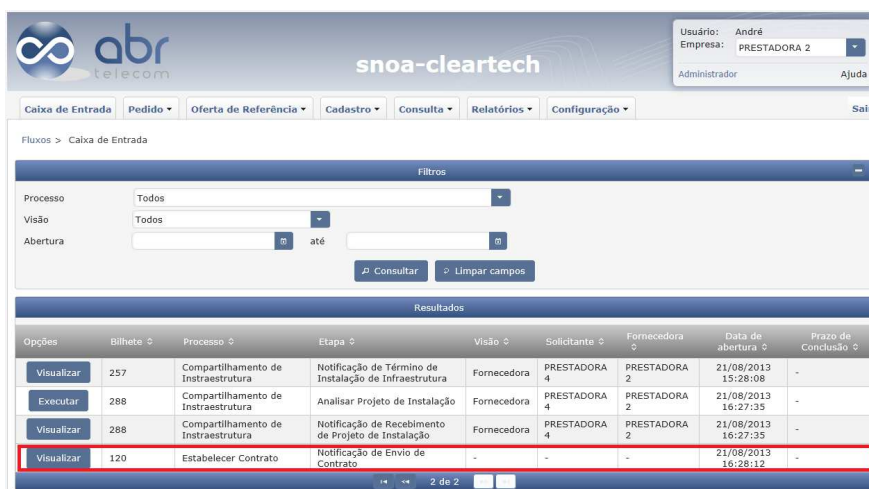 abr
telecom
snoa-cleartech
Usuário: André
Empresa: PRESTADORA 2
Administrador Ajuda
Caixa de Entrada Pedido Oferta de Referência Cadastro Consulta Relatórios Configuração Sair
Fluxos > Caixa de Entrada
Filtros
Processo Todos
Visão Todos
Abertura até
Consultar Limpar campos
Resultados
Opções Bilhete Processo Etapa Visão Solicitante Fornecedora Data de abertura Prazo de Conclusão
Visualizar 257 Compartilhamento de Instraestrutura Notificação de Término de Instalação de Infraestrutura Fornecedora PRESTADORA 4 PRESTADORA 2 21/08/2013 15:28:08 -
Executar 288 Compartilhamento de Instraestrutura Analisar Projeto de Instalação Fornecedora PRESTADORA 4 PRESTADORA 2 21/08/2013 16:27:35 -
Visualizar 288 Compartilhamento de Instraestrutura Notificação de Recebimento de Projeto de Instalação Fornecedora PRESTADORA 4 PRESTADORA 2 21/08/2013 16:27:35 -
Visualizar 120 Estabelecer Contrato Notificação de Envio de Contrato - - - 21/08/2013 16:28:12 -
2 de 2